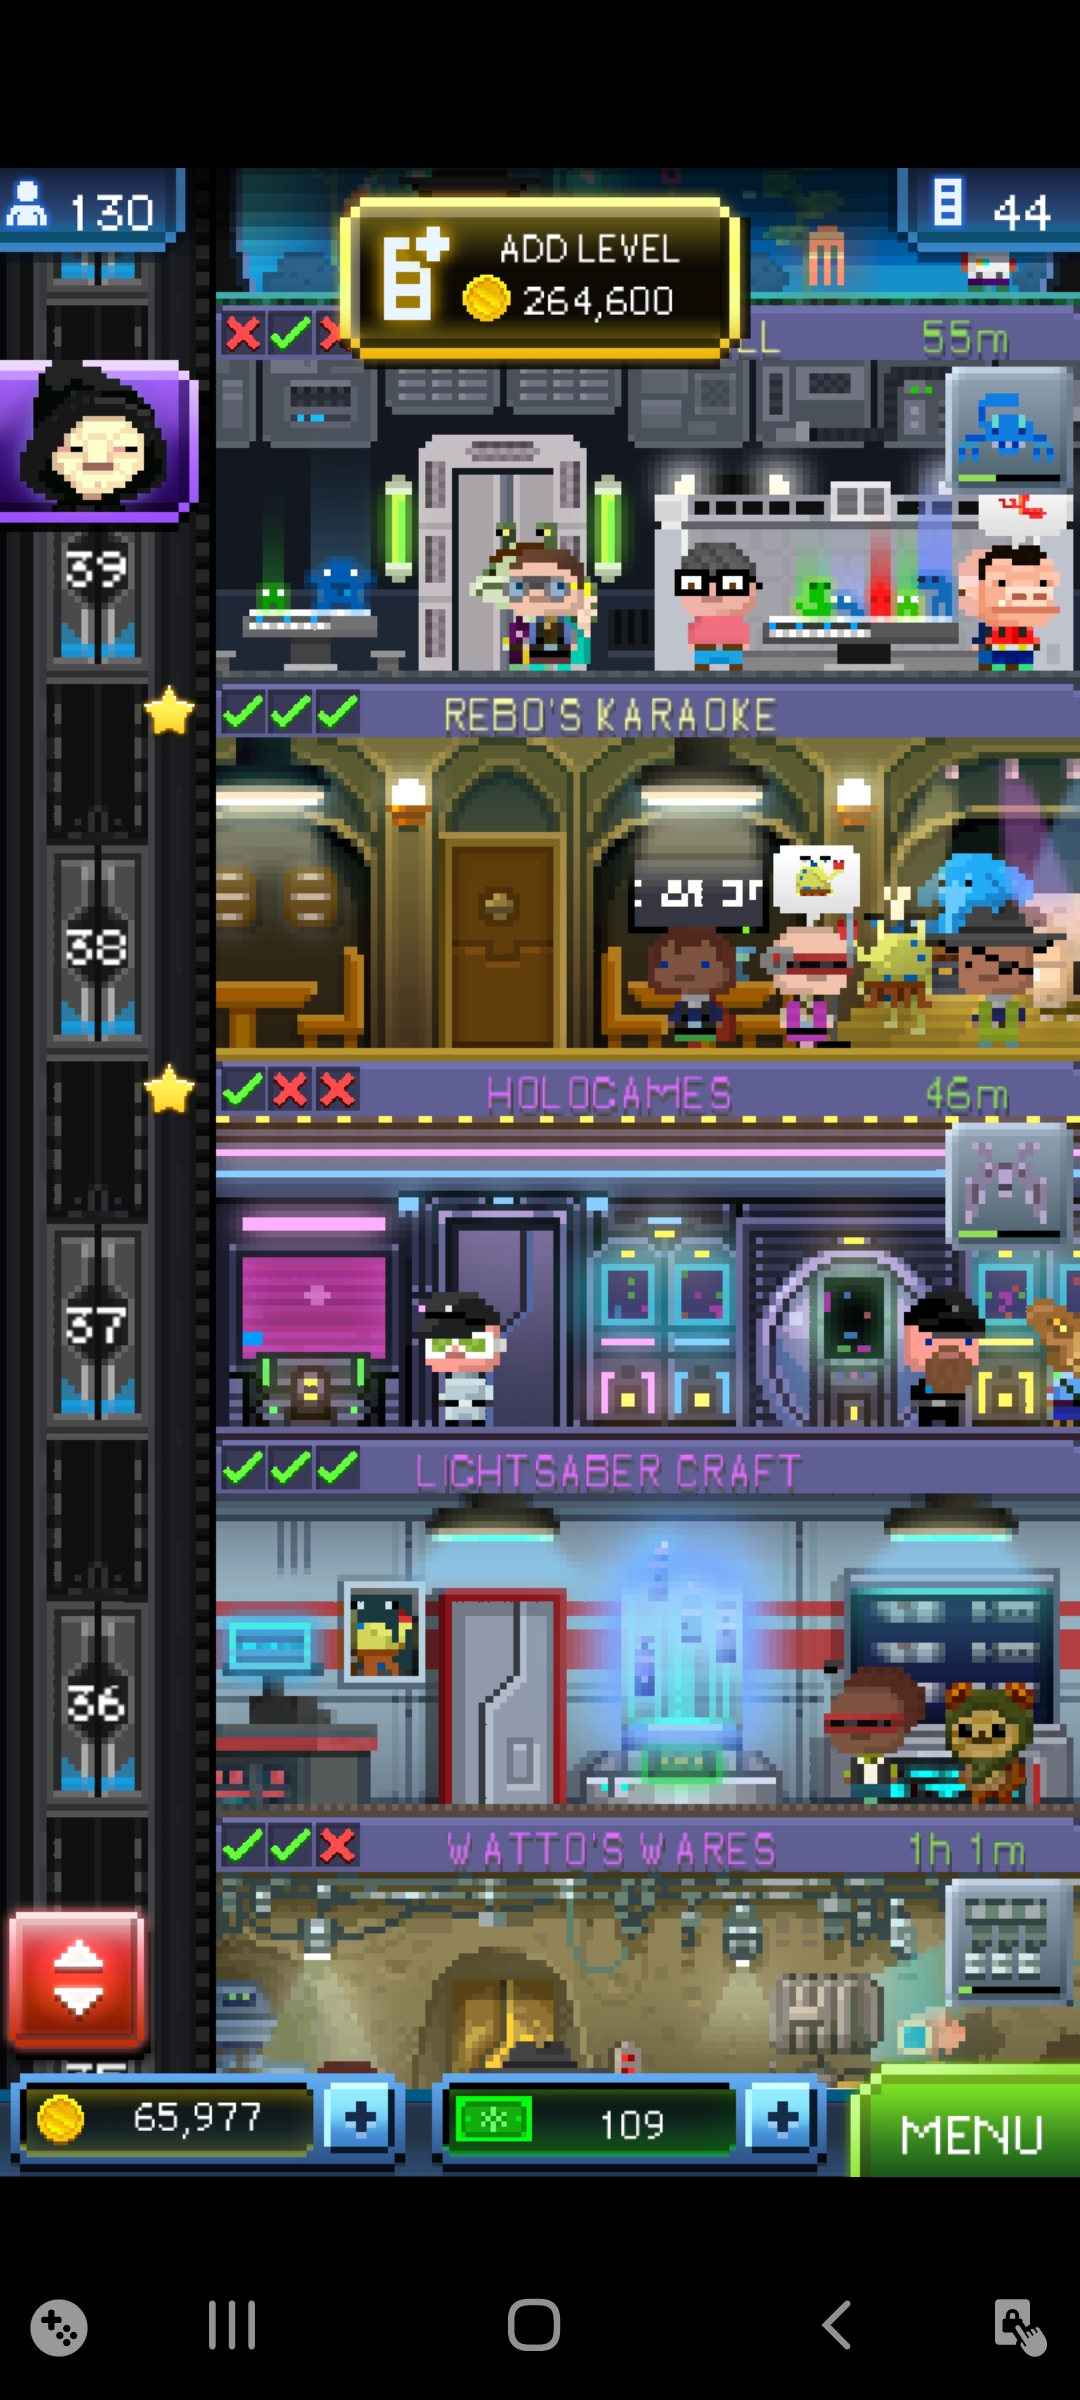 130
44
ADD LEVEL
264,600
LL
55m
39
REBO'S KARAOKE
38
HOLOGAMES
46m
37
LIGHTSABER CRAFT
36
WATTO'S WARES
1h 1m
65,977
109
MENU